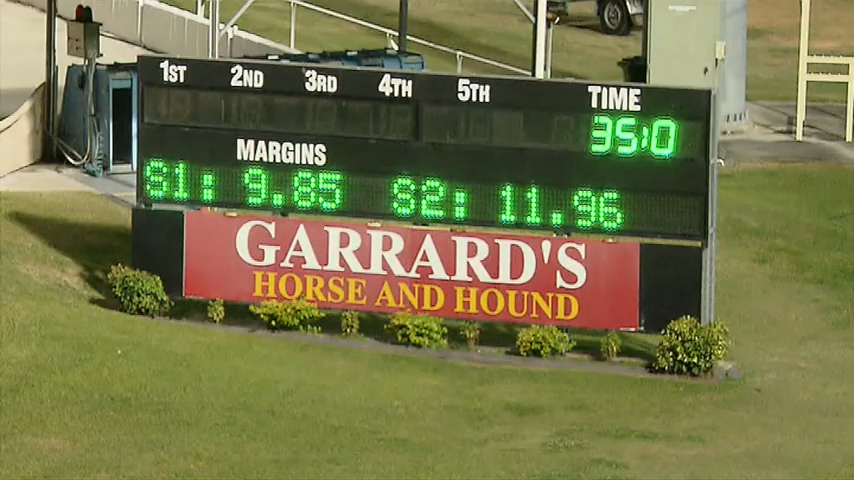 1ST 2ND 3RD 4TH 5TH TIME
35:0
MARGINS
S1: 9.85 S2: 11.96
GARRARD'S
HORSE AND HOUND